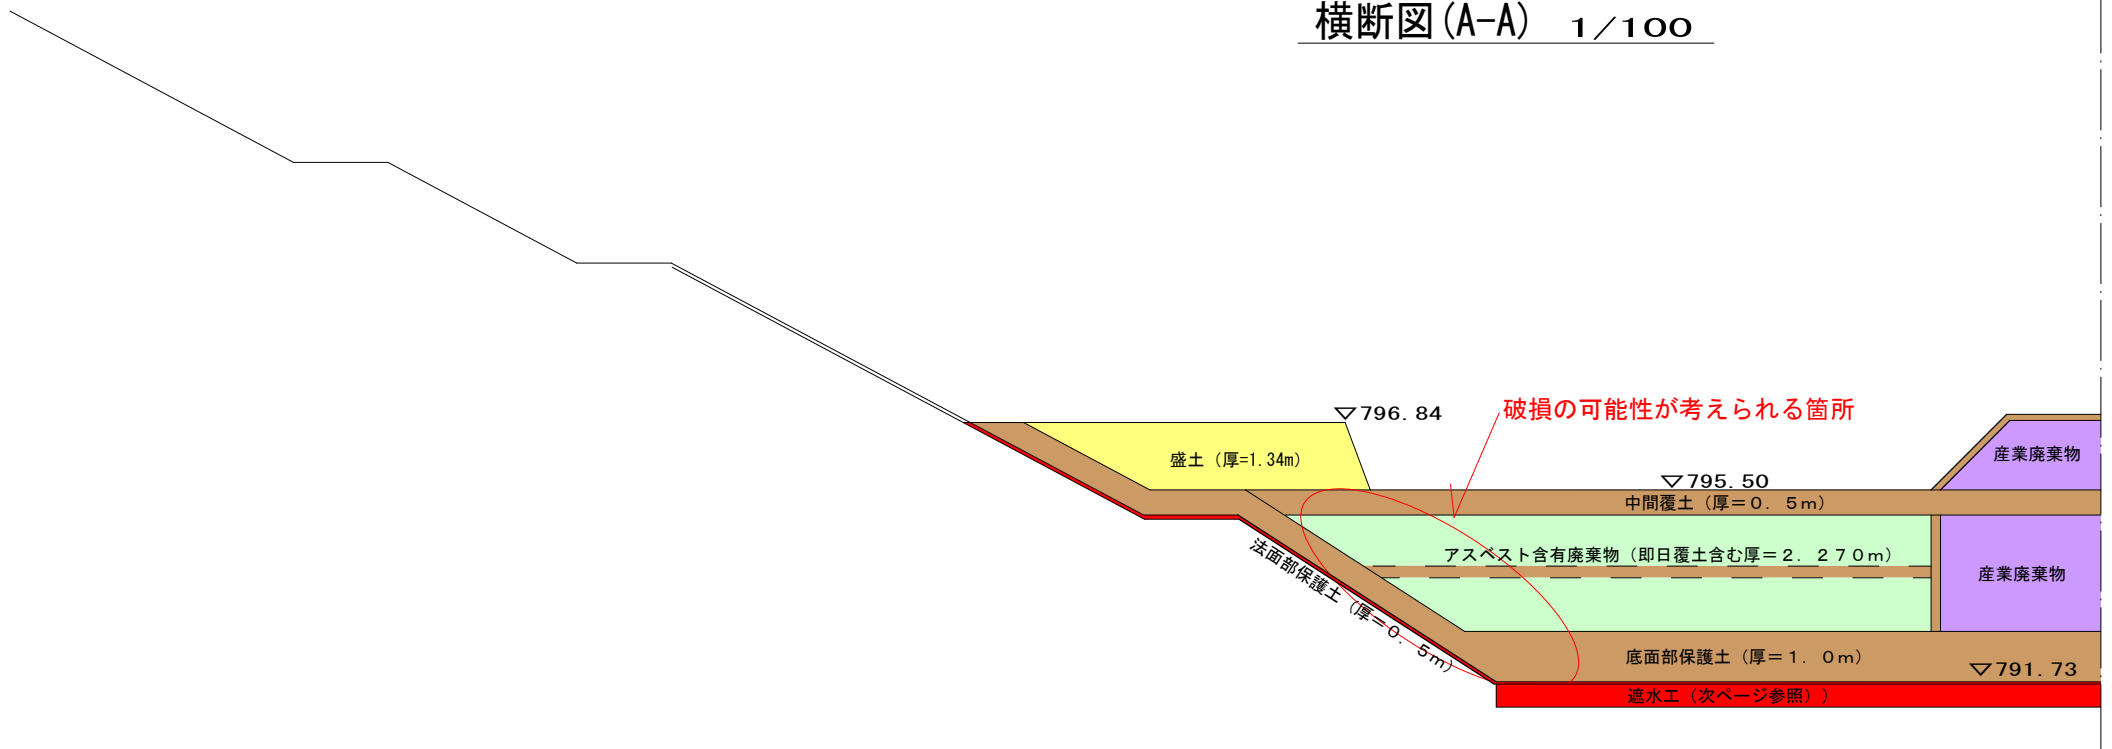 横断図(A-A) 1/100
▽796.84
破損の可能性が考えられる箇所
盛土（厚=1.34m）
産業廃棄物
▽795.50
中間覆土（厚＝０．５ｍ）
アスベスト含有廃棄物（即日覆土含む厚＝２．２７０ｍ）
産業廃棄物
法面部保護土（厚＝０．５ｍ）
底面部保護土（厚＝１．０ｍ）
▽791.73
遮水工（次ページ参照））